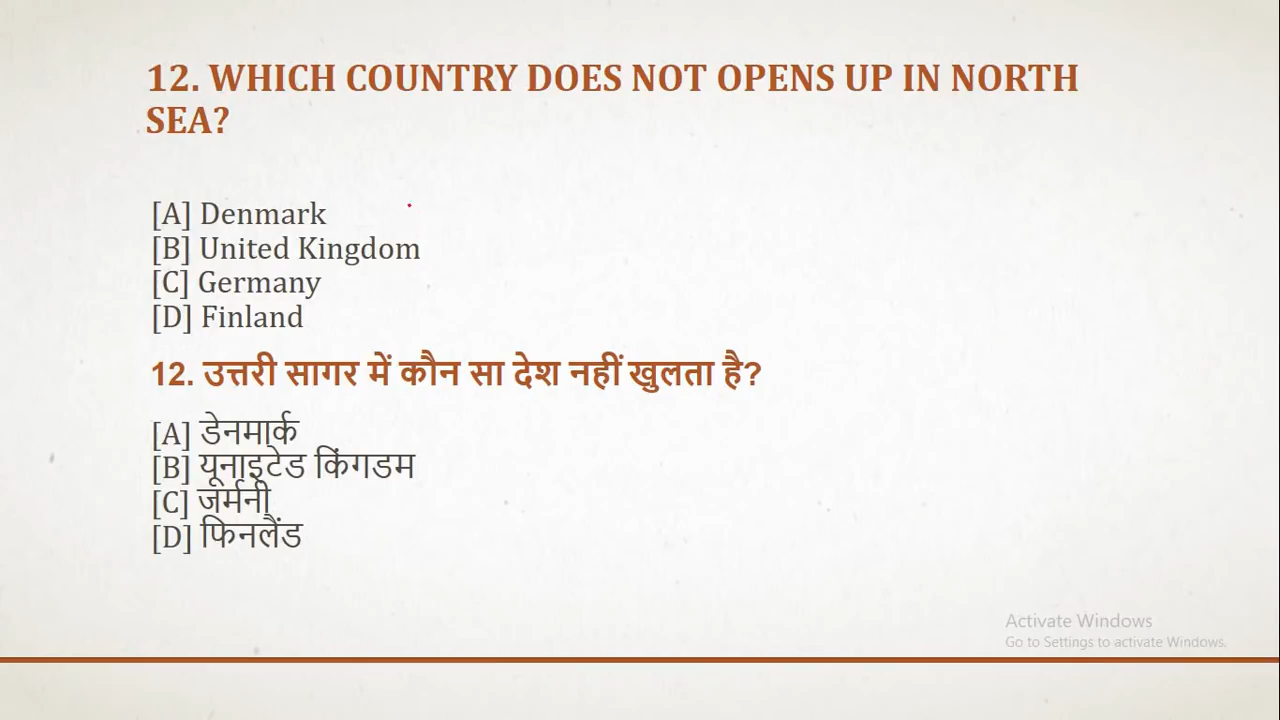 12. WHICH COUNTRY DOES NOT OPENS UP IN NORTH
SEA?
[A] Denmark
[B] United Kingdom
[C] Germany
[D] Finland
12. उत्तरी सागर में कौन सा देश नहीं खुलता है?
[A] डेनमार्क
[B] यूनाइटेड किंगडम
[C] जर्मनी
[D] फिनलैंड
Activate Windows
Go to Settings to activate Windows.